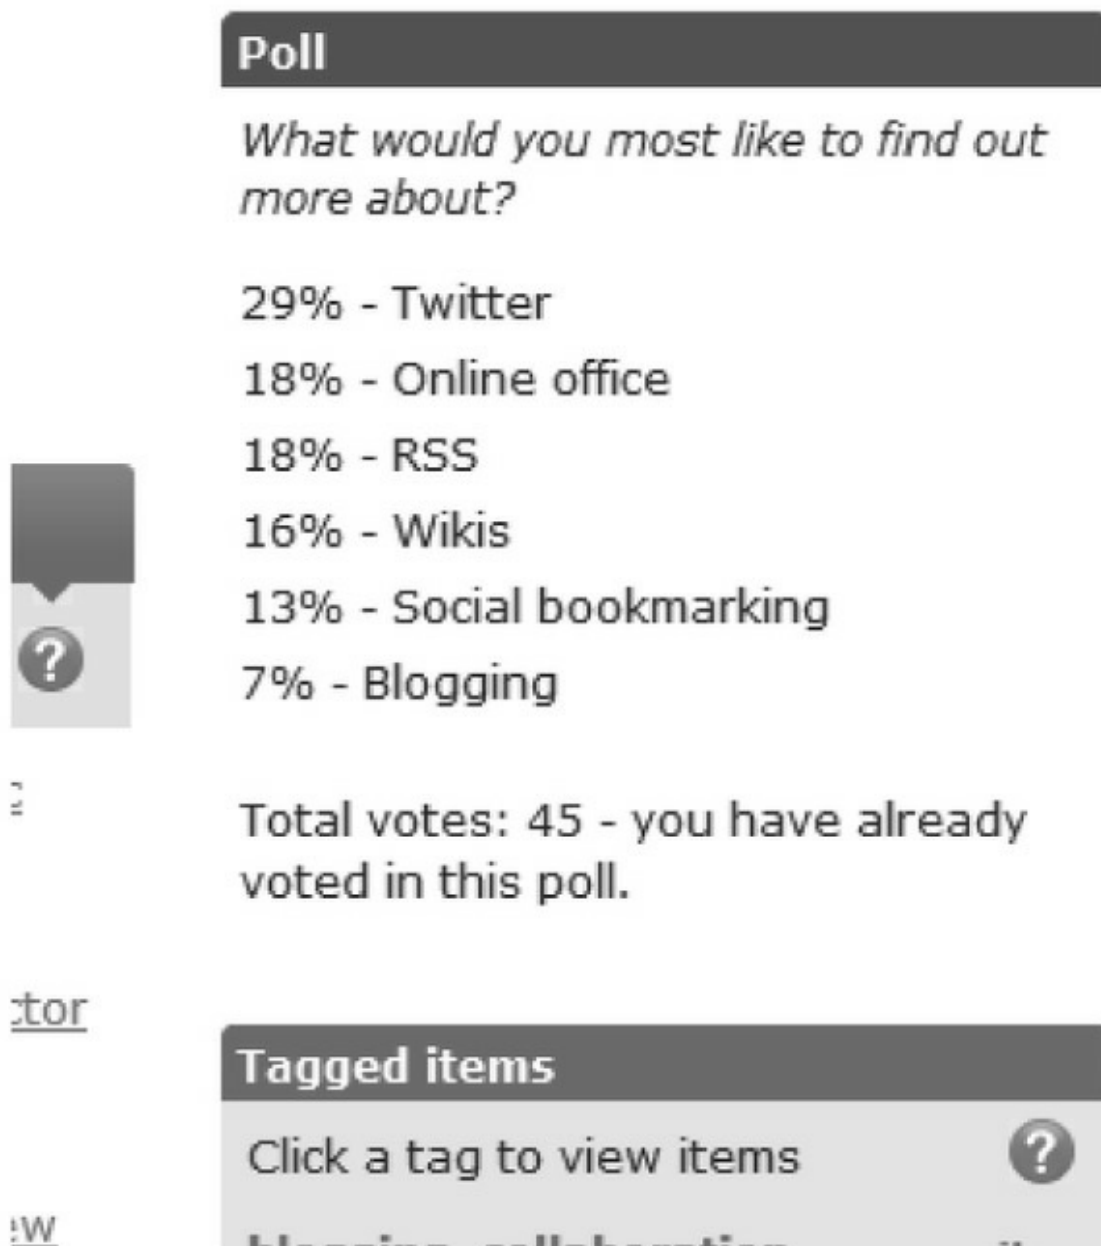 Poll
What would you most like to find out
more about?
29% - Twitter
18% - Online office
18% - RSS
16% - Wikis
13% - Social bookmarking
7% - Blogging
?
Total votes: 45 - you have already
voted in this poll.
Tagged items
Click a tag to view items ?